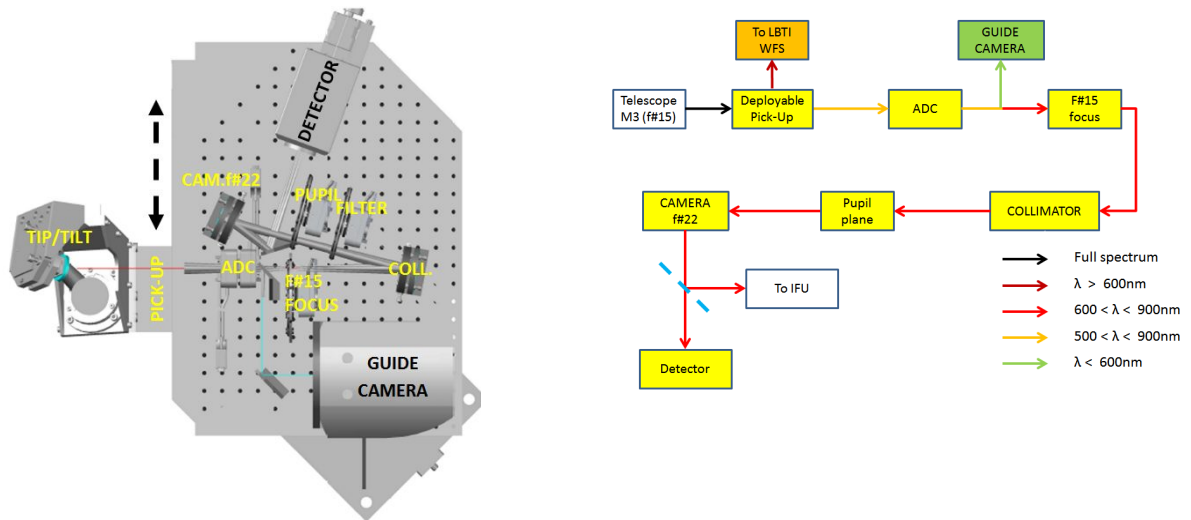 DETECTOR
CAM.f#22
PUPIL
FILTER
TIP/TILT
PICK-UP
ADC
COLL.
F#15
FOCUS
GUIDE
CAMERA
To LBTI
WFS
GUIDE
CAMERA
Telescope
M3 (f#15)
Deployable
Pick-Up
ADC
F#15
focus
CAMERA
f#22
Pupil
plane
COLLIMATOR
To IFU
Detector
Full spectrum
λ > 600nm
600 < λ < 900nm
500 < λ < 900nm
λ < 600nm